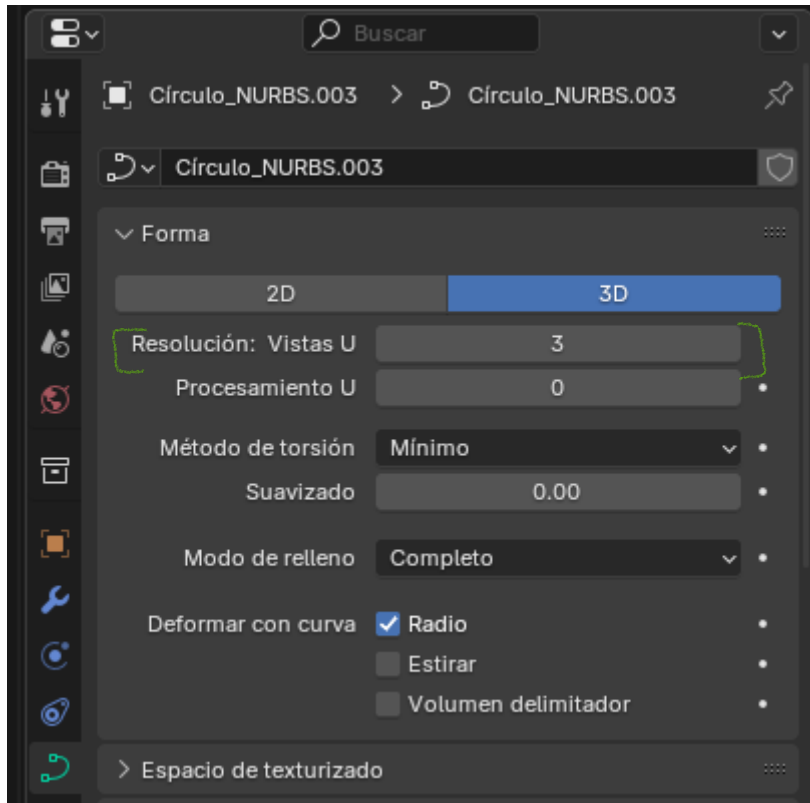 Buscar
Círculo_NURBS.003 > Círculo_NURBS.003
Círculo_NURBS.003
Forma
2D 3D
Resolución: Vistas U 3
Procesamiento U 0
Método de torsión Mínimo
Suavizado 0.00
Modo de relleno Completo
Deformar con curva Radio
Estirar
Volumen delimitador
Espacio de texturizado